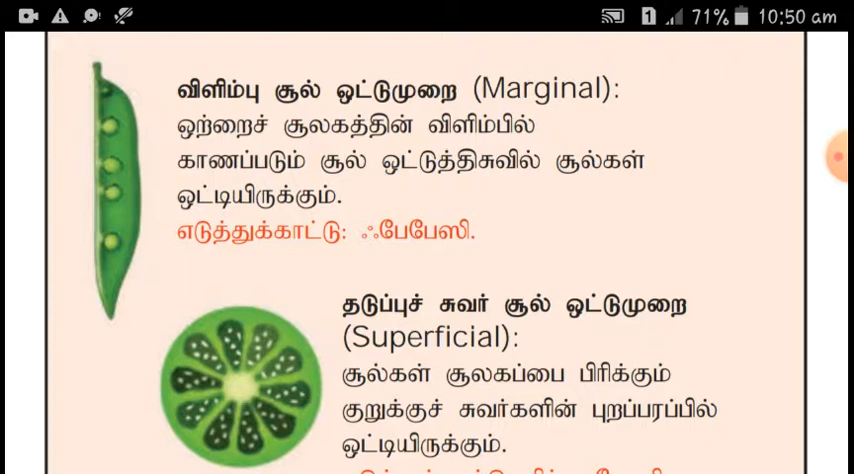 1 71% 10:50 am
விளிம்பு சூல் ஒட்டுமுறை (Marginal):
ஒற்றைச் சூலகத்தின் விளிம்பில்
காணப்படும் சூல் ஒட்டுத்திசுவில் சூல்கள்
ஒட்டியிருக்கும்.
எடுத்துக்காட்டு: ஃபேபேஸி.
தடுப்புச் சுவர் சூல் ஒட்டுமுறை
(Superficial):
சூல்கள் சூலகப்பை பிரிக்கும்
குறுக்குச் சுவர்களின் புறப்பரப்பில்
ஒட்டியிருக்கும்.